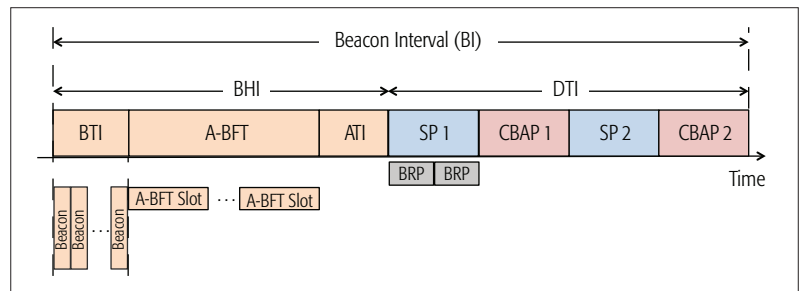 Beacon Interval (BI)
BHI DTI
BTI A-BFT ATI SP 1 CBAP 1 SP 2 CBAP 2
BRP BRP
Time
Beacon Beacon ... Beacon
A-BFT Slot ... A-BFT Slot